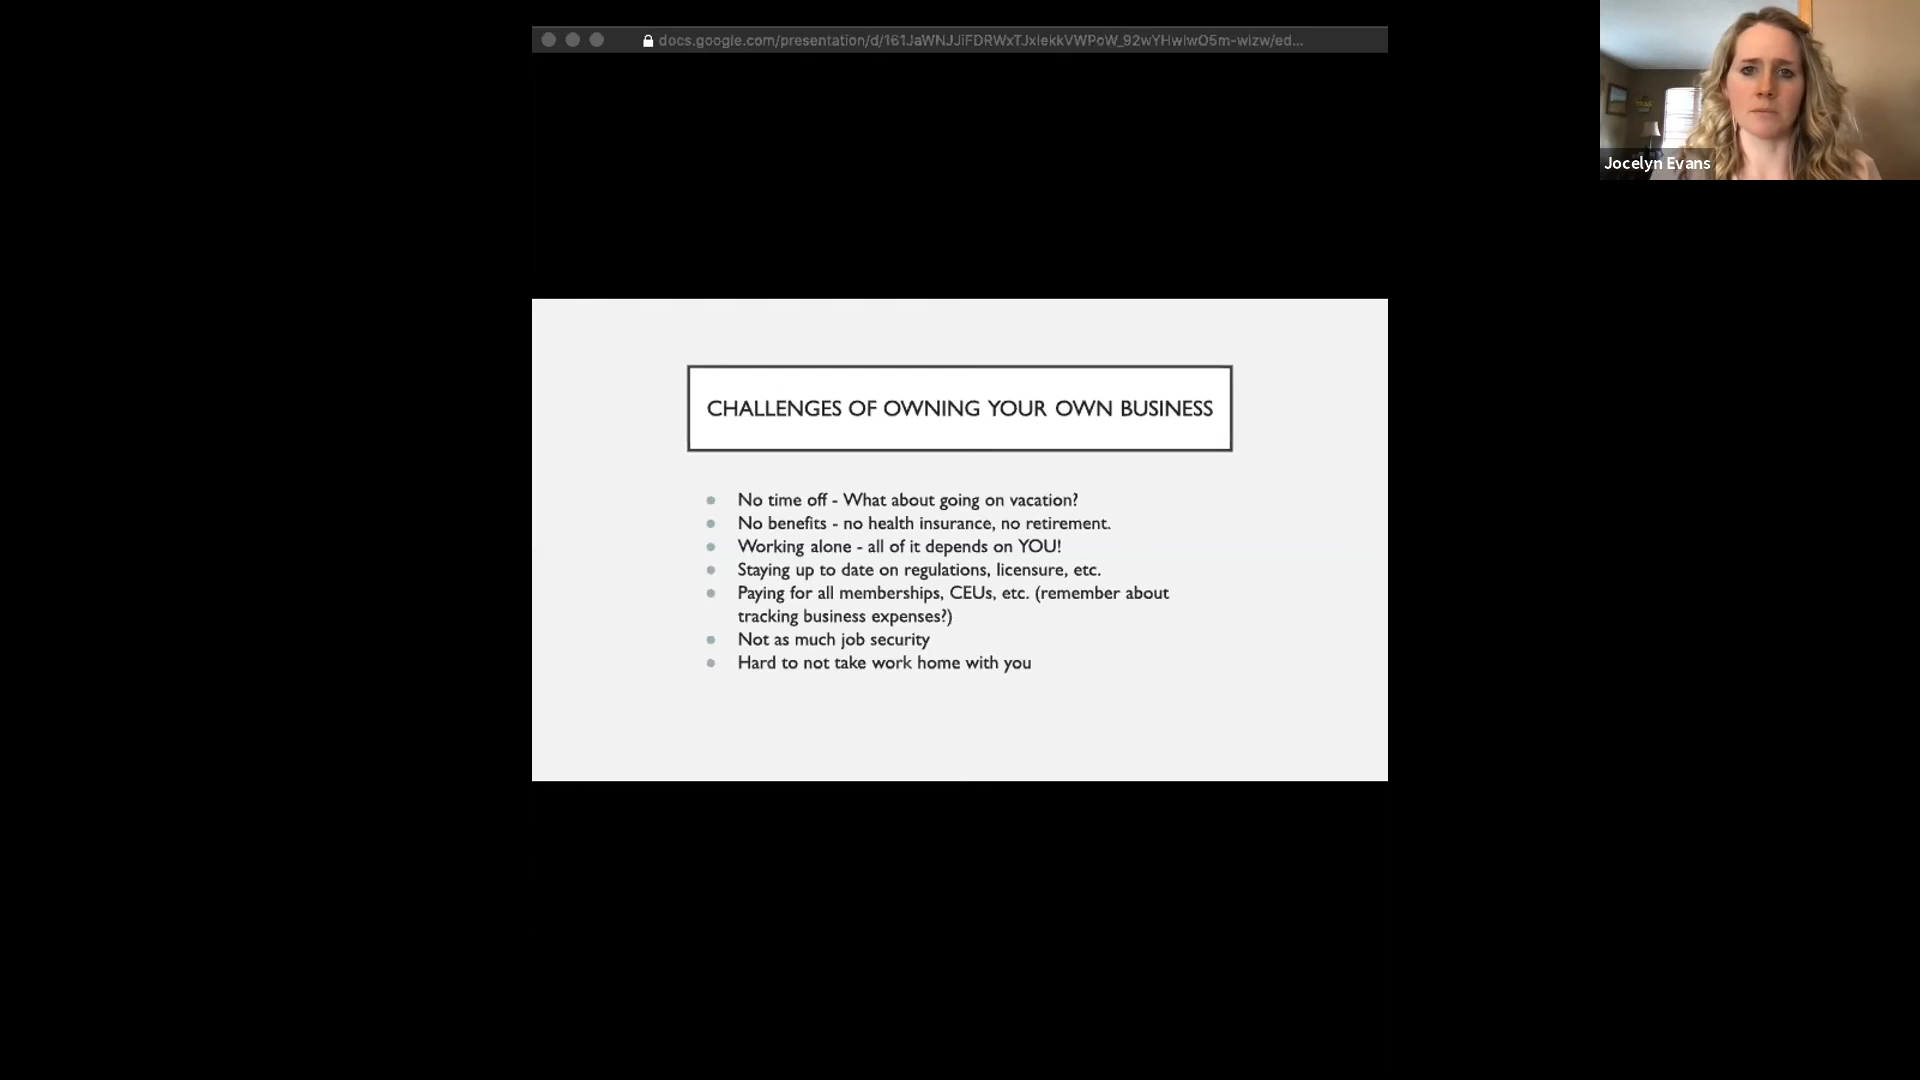 docs.google.com/presentation/d/161JaWNJJiFDRWxTJxlekkVWPoW_92wYHwiwO5m-wizw/ed...
Jocelyn Evans
CHALLENGES OF OWNING YOUR OWN BUSINESS
No time off - What about going on vacation?
No benefits - no health insurance, no retirement.
Working alone - all of it depends on YOU!
Staying up to date on regulations, licensure, etc.
Paying for all memberships, CEUs, etc. (remember about
tracking business expenses?)
Not as much job security
Hard to not take work home with you